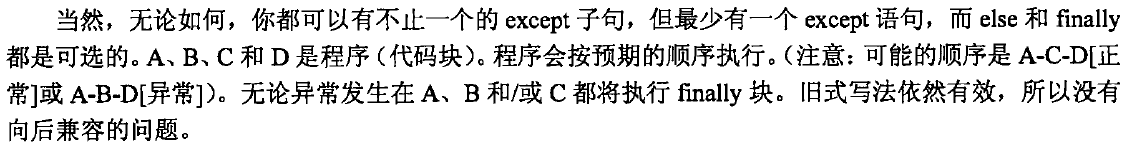 当然，无论如何，你都可以有不止一个的 except 子句，但最少有一个 except 语句，而 else 和 finally
都是可选的。A、B、C 和 D 是程序（代码块）。程序会按预期的顺序执行。（注意：可能的顺序是 A-C-D[正
常]或 A-B-D[异常]）。无论异常发生在 A、B 和/或 C 都将执行 finally 块。旧式写法依然有效，所以没有
向后兼容的问题。